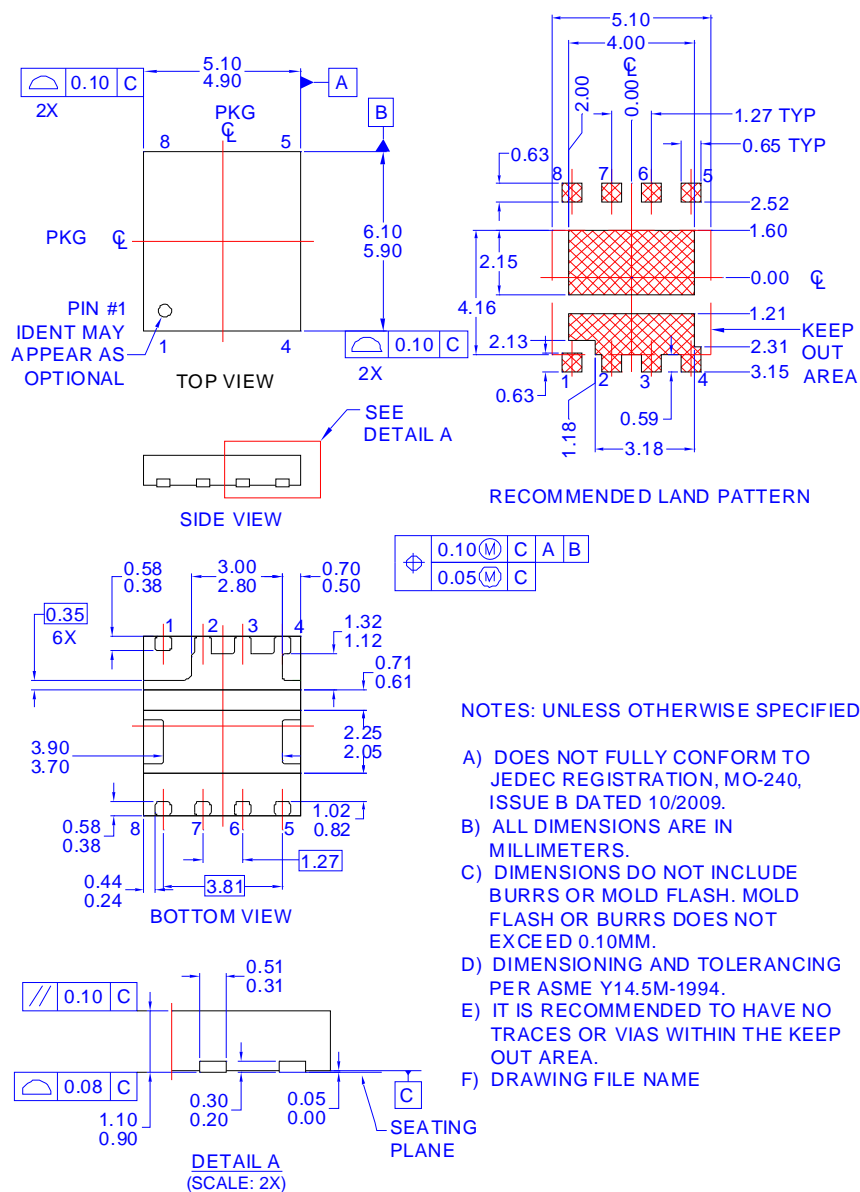 5.10
4.90
0.10 C
2X
A
B
PKG
℄
8 5
PKG ℄
6.10
5.90
PIN #1
IDENT MAY
APPEAR AS
OPTIONAL
1 4
0.10 C
2X
TOP VIEW
SEE
DETAIL A
SIDE VIEW
5.10
4.00
℄
0.00
2.00
1.27 TYP
0.65 TYP
0.63
8 7 6 5
2.52
1.60
2.15
0.00 ℄
4.16
1.21
KEEP
OUT
AREA
2.13
2.31
3.15
1 2 3 4
0.63
0.59
1.18
3.18
RECOMMENDED LAND PATTERN
0.10 Ⓜ C A B
0.05 Ⓜ C
0.58
0.38
3.00
2.80
0.70
0.50
0.35
6X
1 2 3 4
1.32
1.12
0.71
0.61
3.90
3.70
2.25
2.05
0.58
0.38
1.02
0.82
8 7 6 5
1.27
0.44
0.24
3.81
BOTTOM VIEW
0.51
0.31
// 0.10 C
0.08 C
1.10
0.90
0.30
0.20
0.05
0.00
C
SEATING
PLANE
DETAIL A
(SCALE: 2X)
NOTES: UNLESS OTHERWISE SPECIFIED
A) DOES NOT FULLY CONFORM TO
JEDEC REGISTRATION, MO-240,
ISSUE B DATED 10/2009.
B) ALL DIMENSIONS ARE IN
MILLIMETERS.
C) DIMENSIONS DO NOT INCLUDE
BURRS OR MOLD FLASH. MOLD
FLASH OR BURRS DOES NOT
EXCEED 0.10MM.
D) DIMENSIONING AND TOLERANCING
PER ASME Y14.5M-1994.
E) IT IS RECOMMENDED TO HAVE NO
TRACES OR VIAS WITHIN THE KEEP
OUT AREA.
F) DRAWING FILE NAME